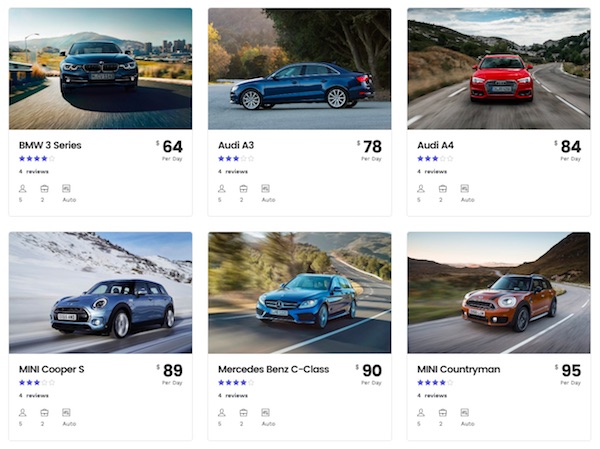 BMW 3 Series
$ 64
Per Day
4 reviews
5 2 Auto
Audi A3
$ 78
Per Day
4 reviews
5 2 Auto
Audi A4
$ 84
Per Day
4 reviews
5 2 Auto
MINI Cooper S
$ 89
Per Day
4 reviews
5 2 Auto
Mercedes Benz C-Class
$ 90
Per Day
4 reviews
5 2 Auto
MINI Countryman
$ 95
Per Day
4 reviews
5 2 Auto